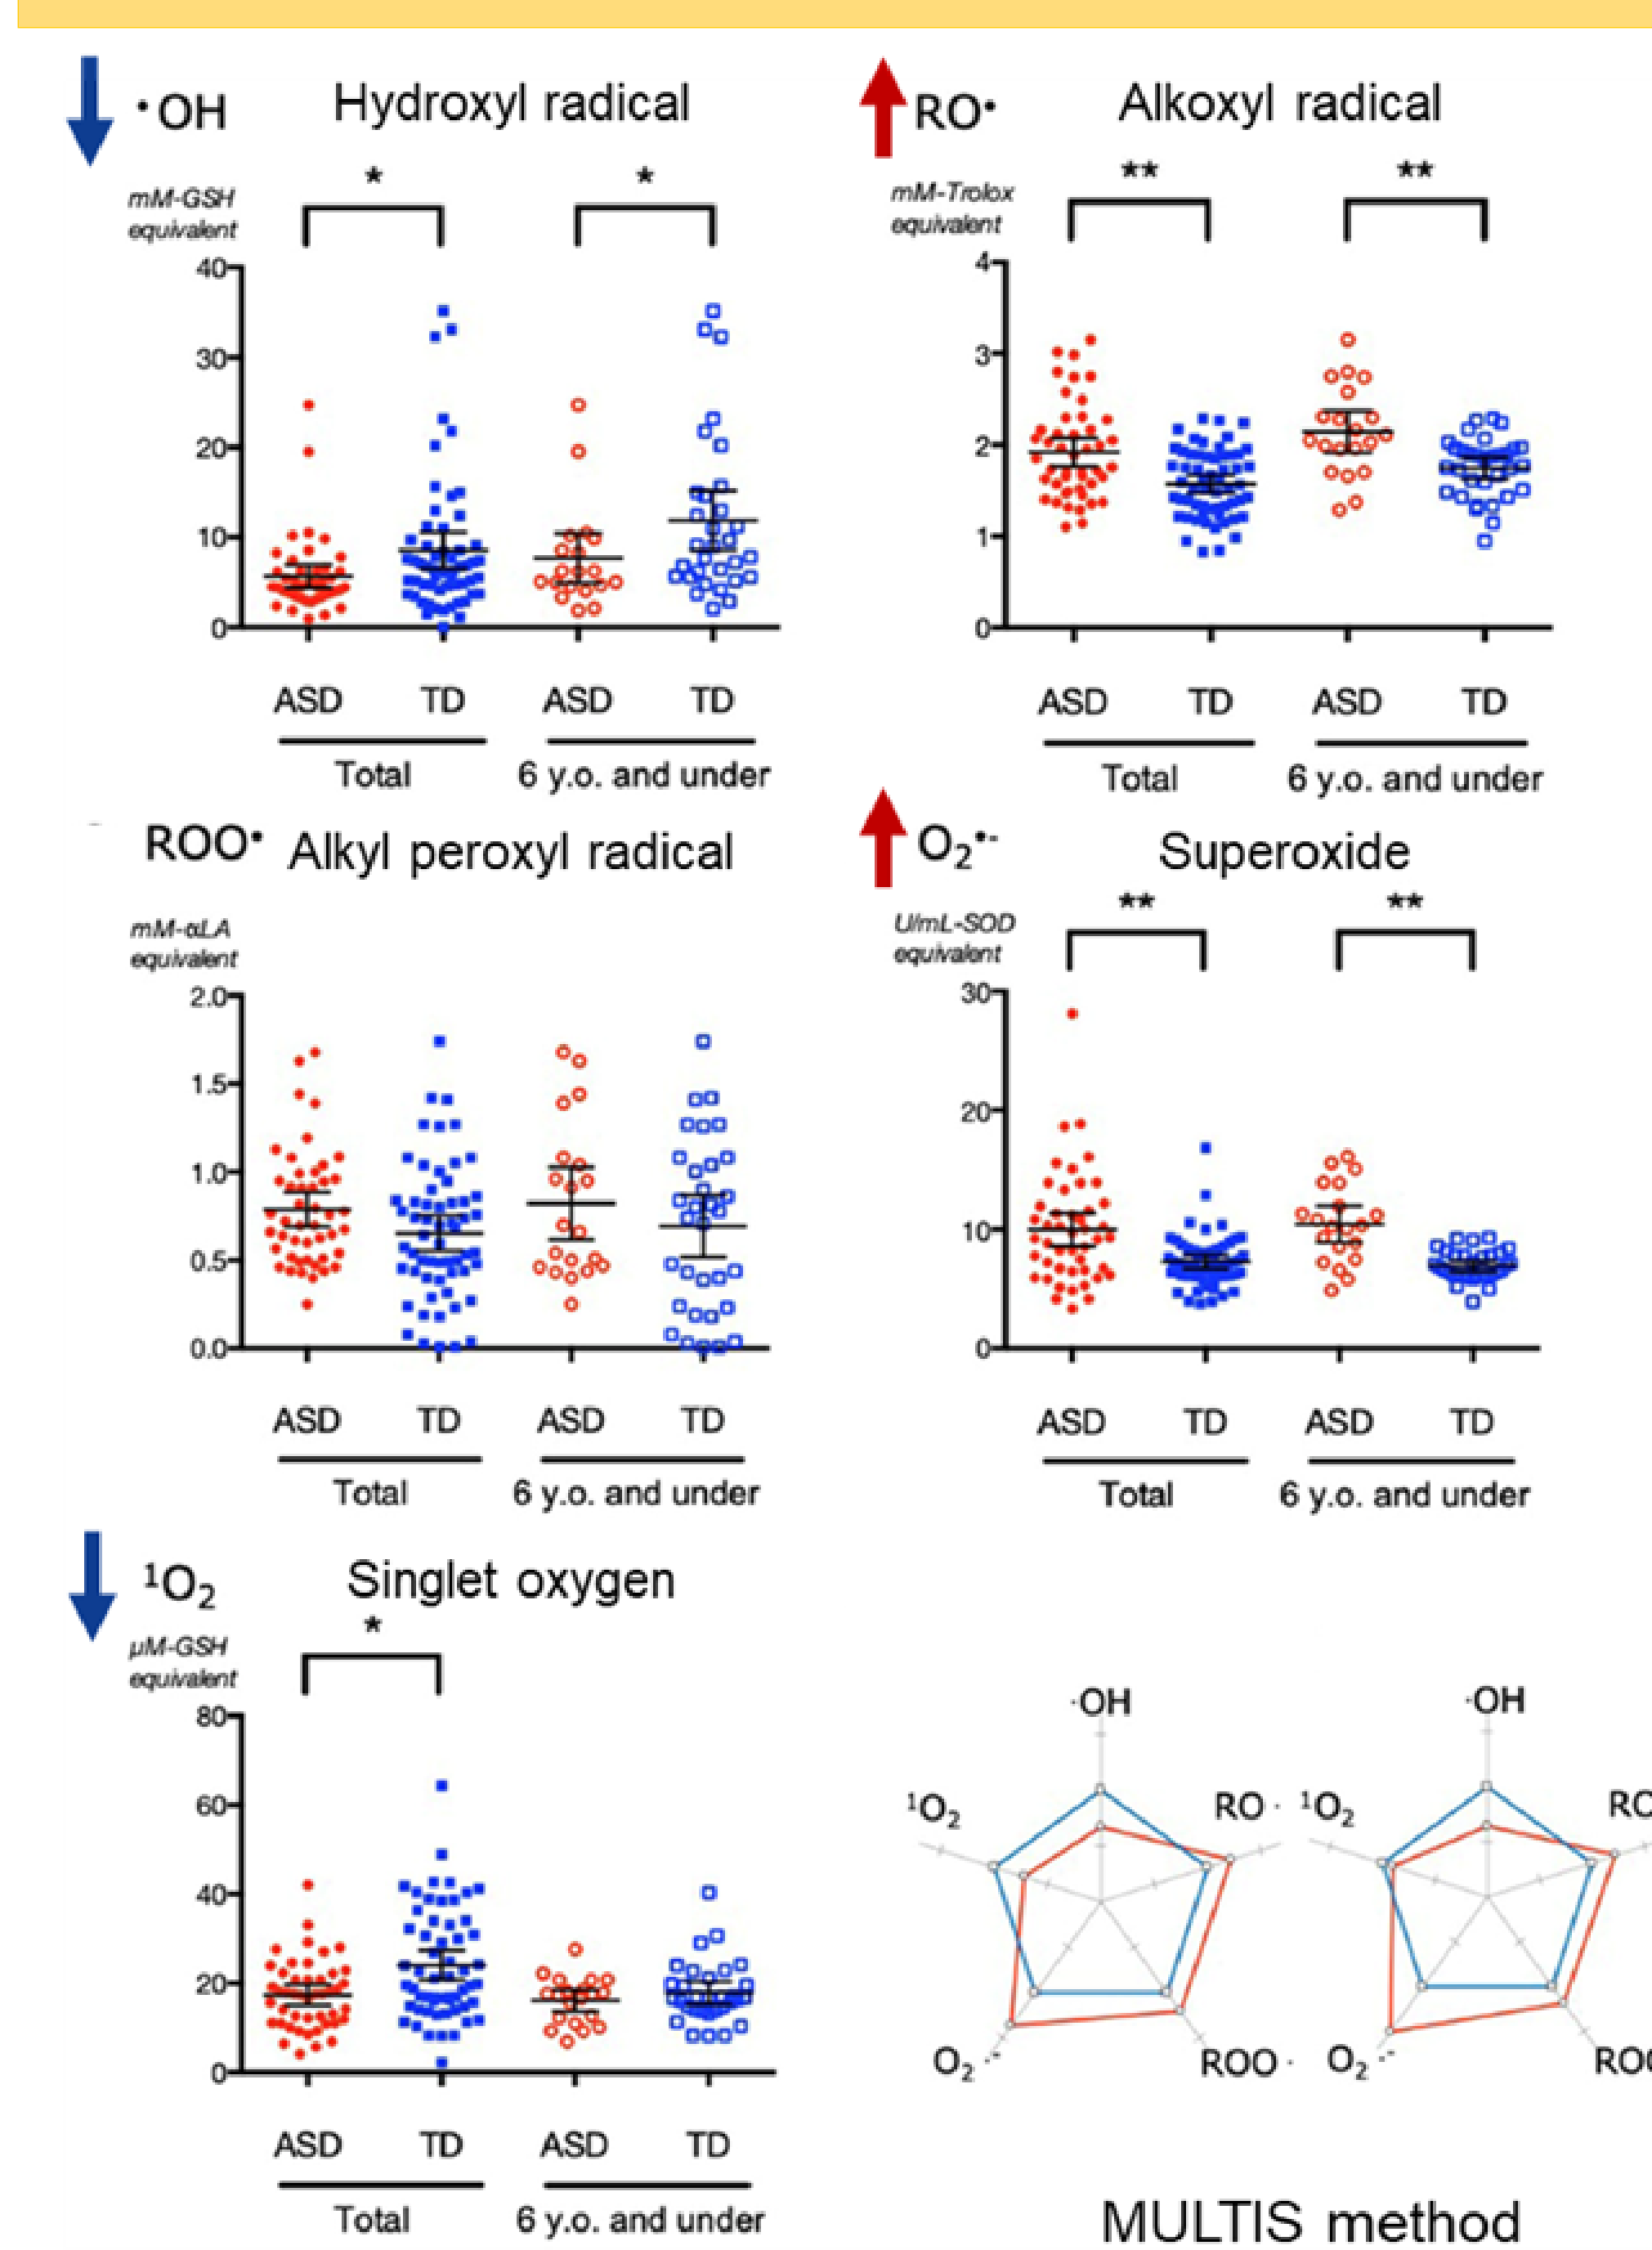 •OH Hydroxyl radical
* *
mM-GSH
equivalent
40
30
20
10
0
ASD TD ASD TD
Total 6 y.o. and under
RO• Alkoxyl radical
** **
mM-Trolox
equivalent
4
3
2
1
0
ASD TD ASD TD
Total 6 y.o. and under
ROO• Alkyl peroxyl radical
mM-αLA
equivalent
2.0
1.5
1.0
0.5
0.0
ASD TD ASD TD
Total 6 y.o. and under
O₂•- Superoxide
** **
U/mL-SOD
equivalent
30
20
10
0
ASD TD ASD TD
Total 6 y.o. and under
¹O₂ Singlet oxygen
*
µM-GSH
equivalent
80
60
40
20
0
ASD TD ASD TD
Total 6 y.o. and under
·OH ·OH
¹O₂ RO· ¹O₂ RO
O₂·- ROO· O₂·-
MULTIS method